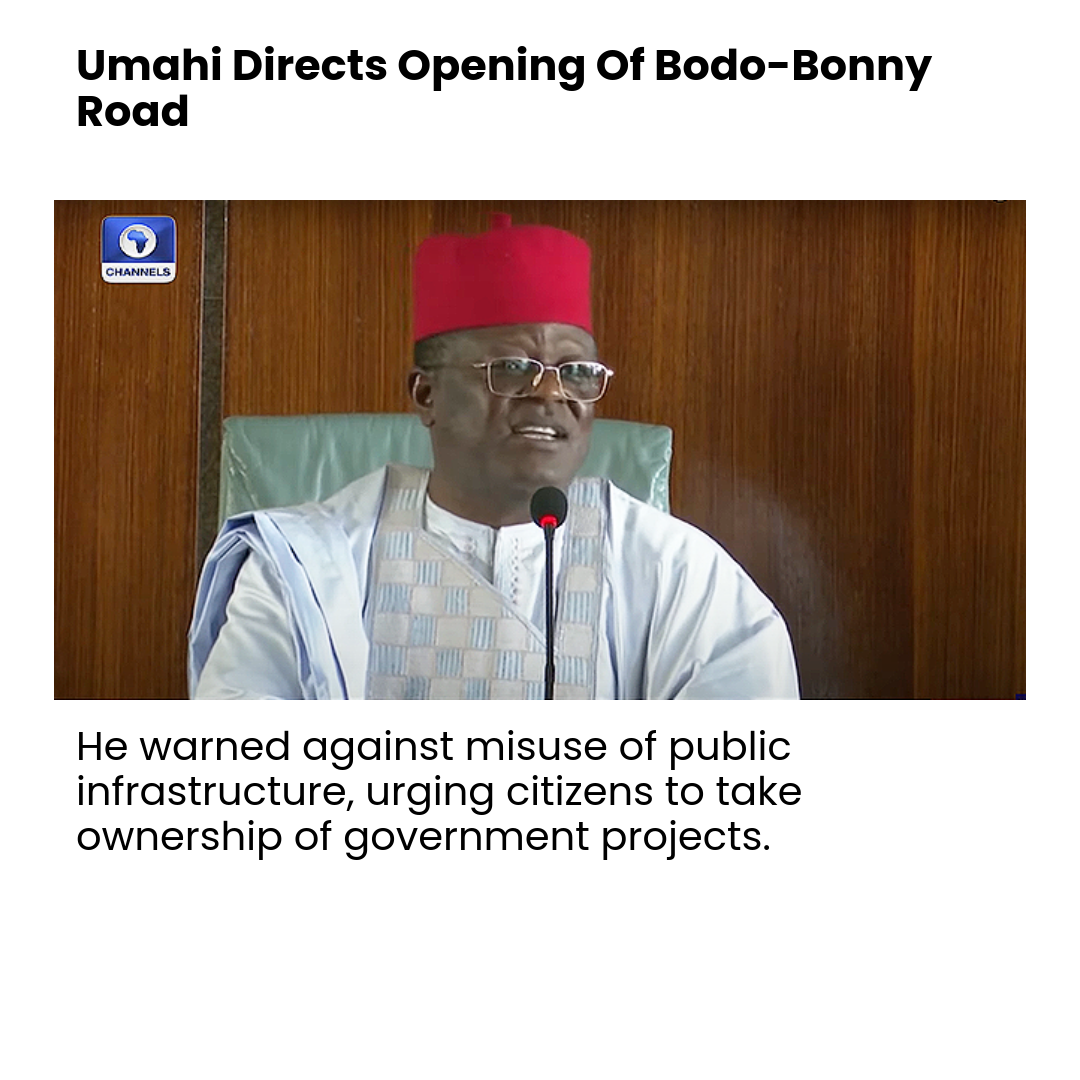 Umahi Directs Opening Of Bodo-Bonny
Road
CHANNELS
He warned against misuse of public
infrastructure, urging citizens to take
ownership of government projects.